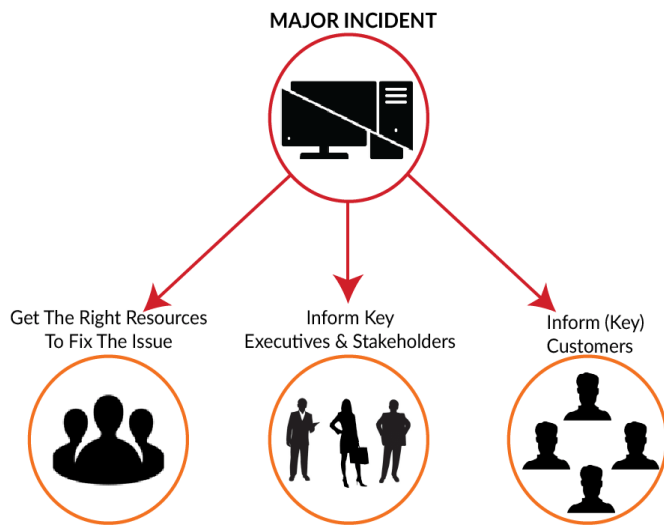 MAJOR INCIDENT
Get The Right Resources
To Fix The Issue
Inform Key
Executives & Stakeholders
Inform (Key)
Customers